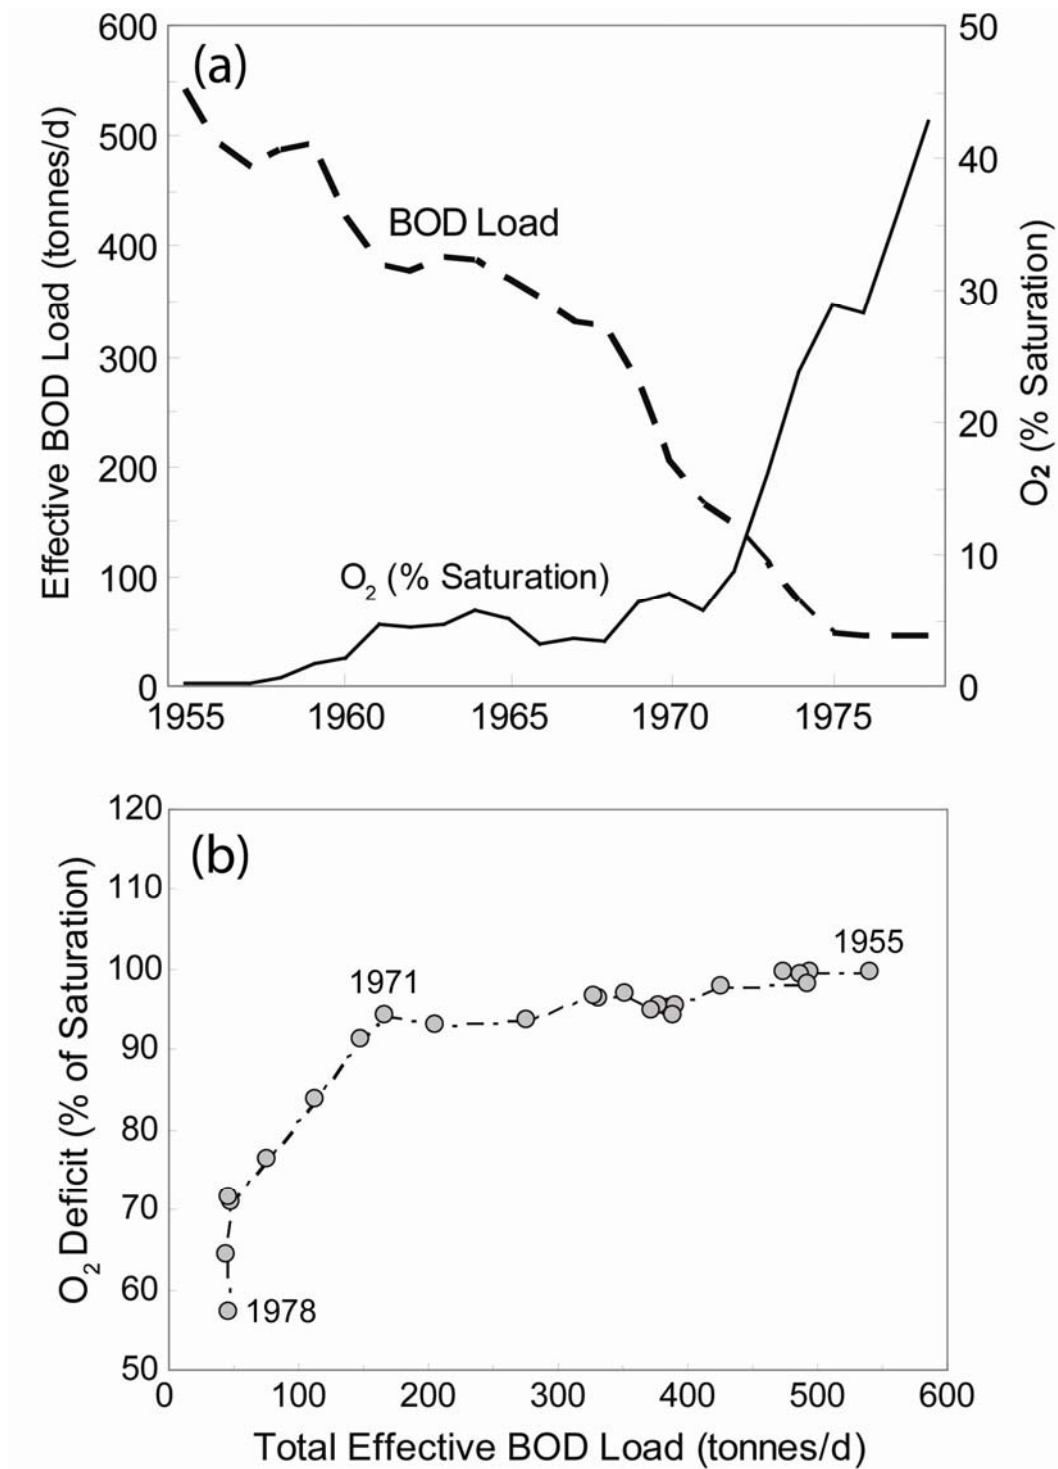 (a)
Effective BOD Load (tonnes/d)
600
500
400
300
200
100
0
BOD Load
O₂ (% Saturation)
50
40
30
20
10
0
O₂ (% Saturation)
1955 1960 1965 1970 1975
(b)
O₂ Deficit (% of Saturation)
120
110
100
90
80
70
60
50
1955
1971
1978
0 100 200 300 400 500 600
Total Effective BOD Load (tonnes/d)